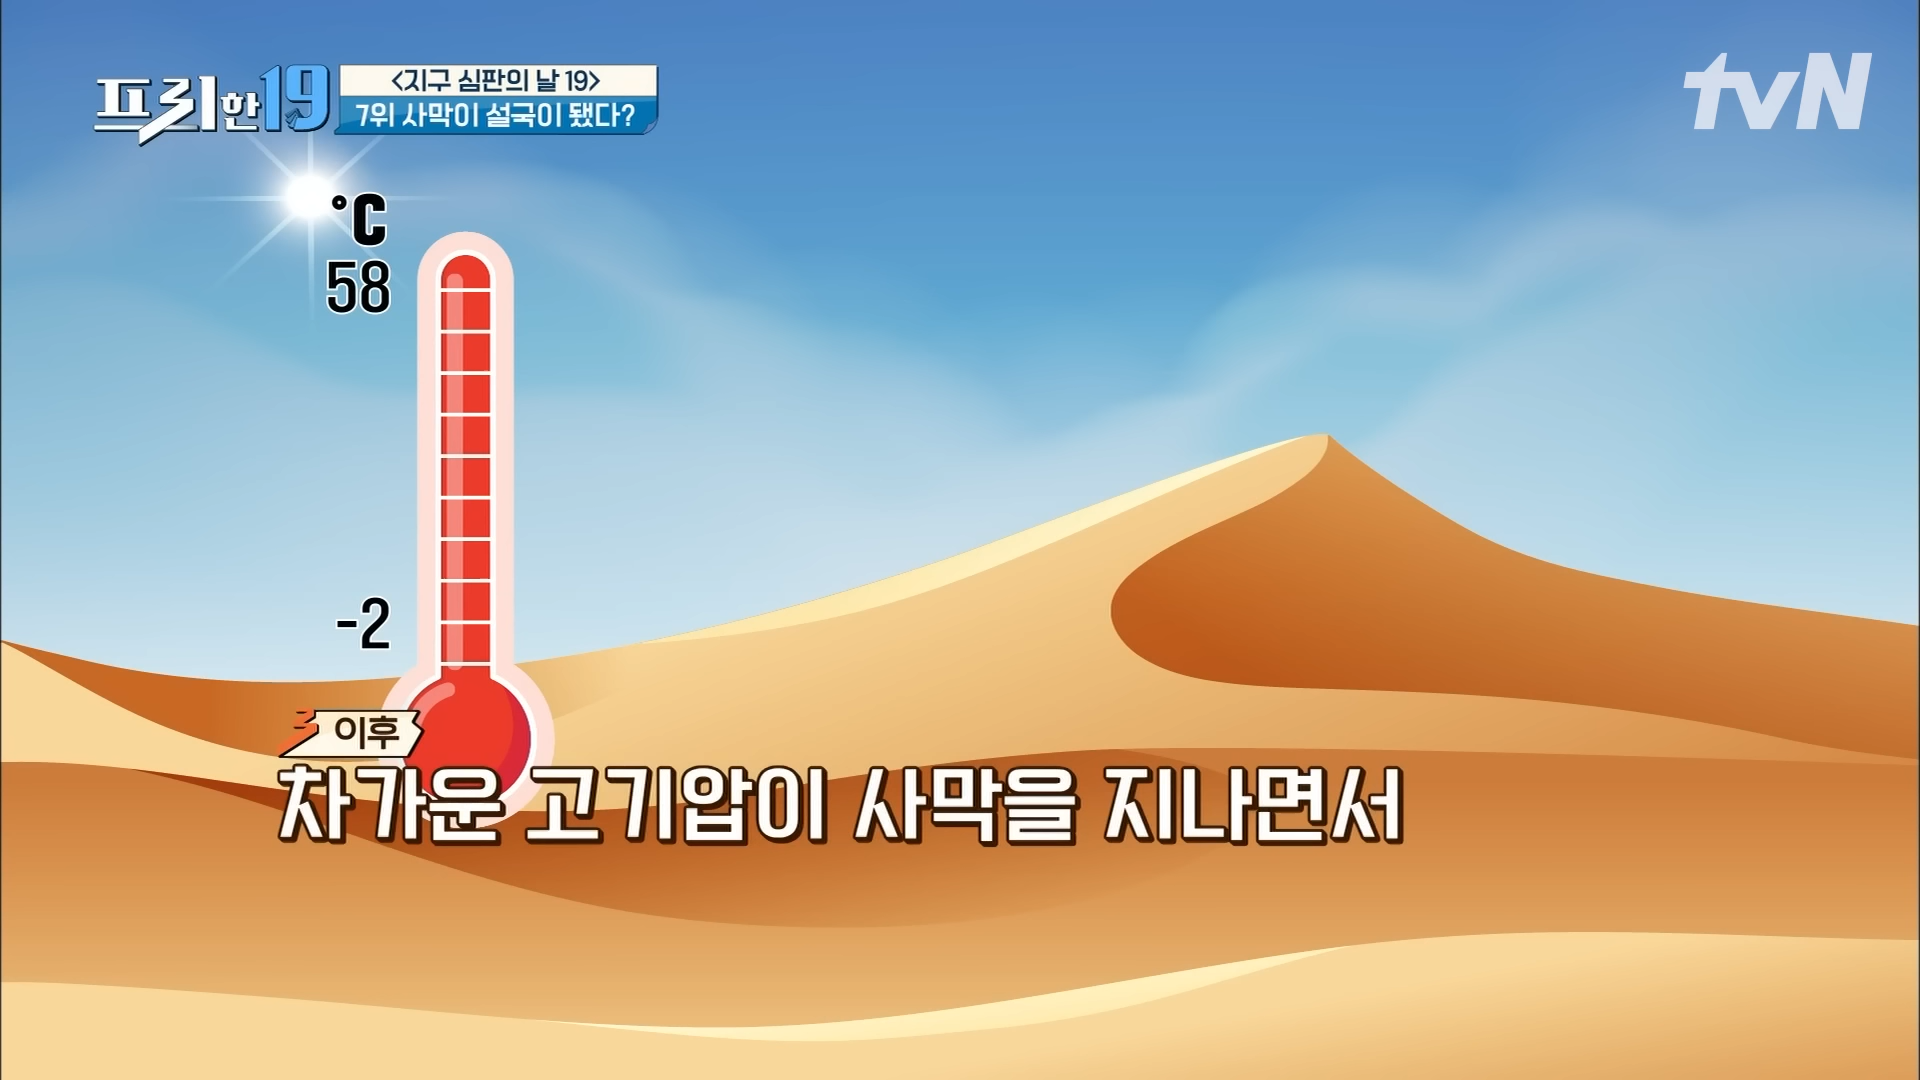 프리한19
<지구 심판의 날 19>
7위 사막이 설국이 됐다?
tvN
°C
58
-2
이후
차가운 고기압이 사막을 지나면서